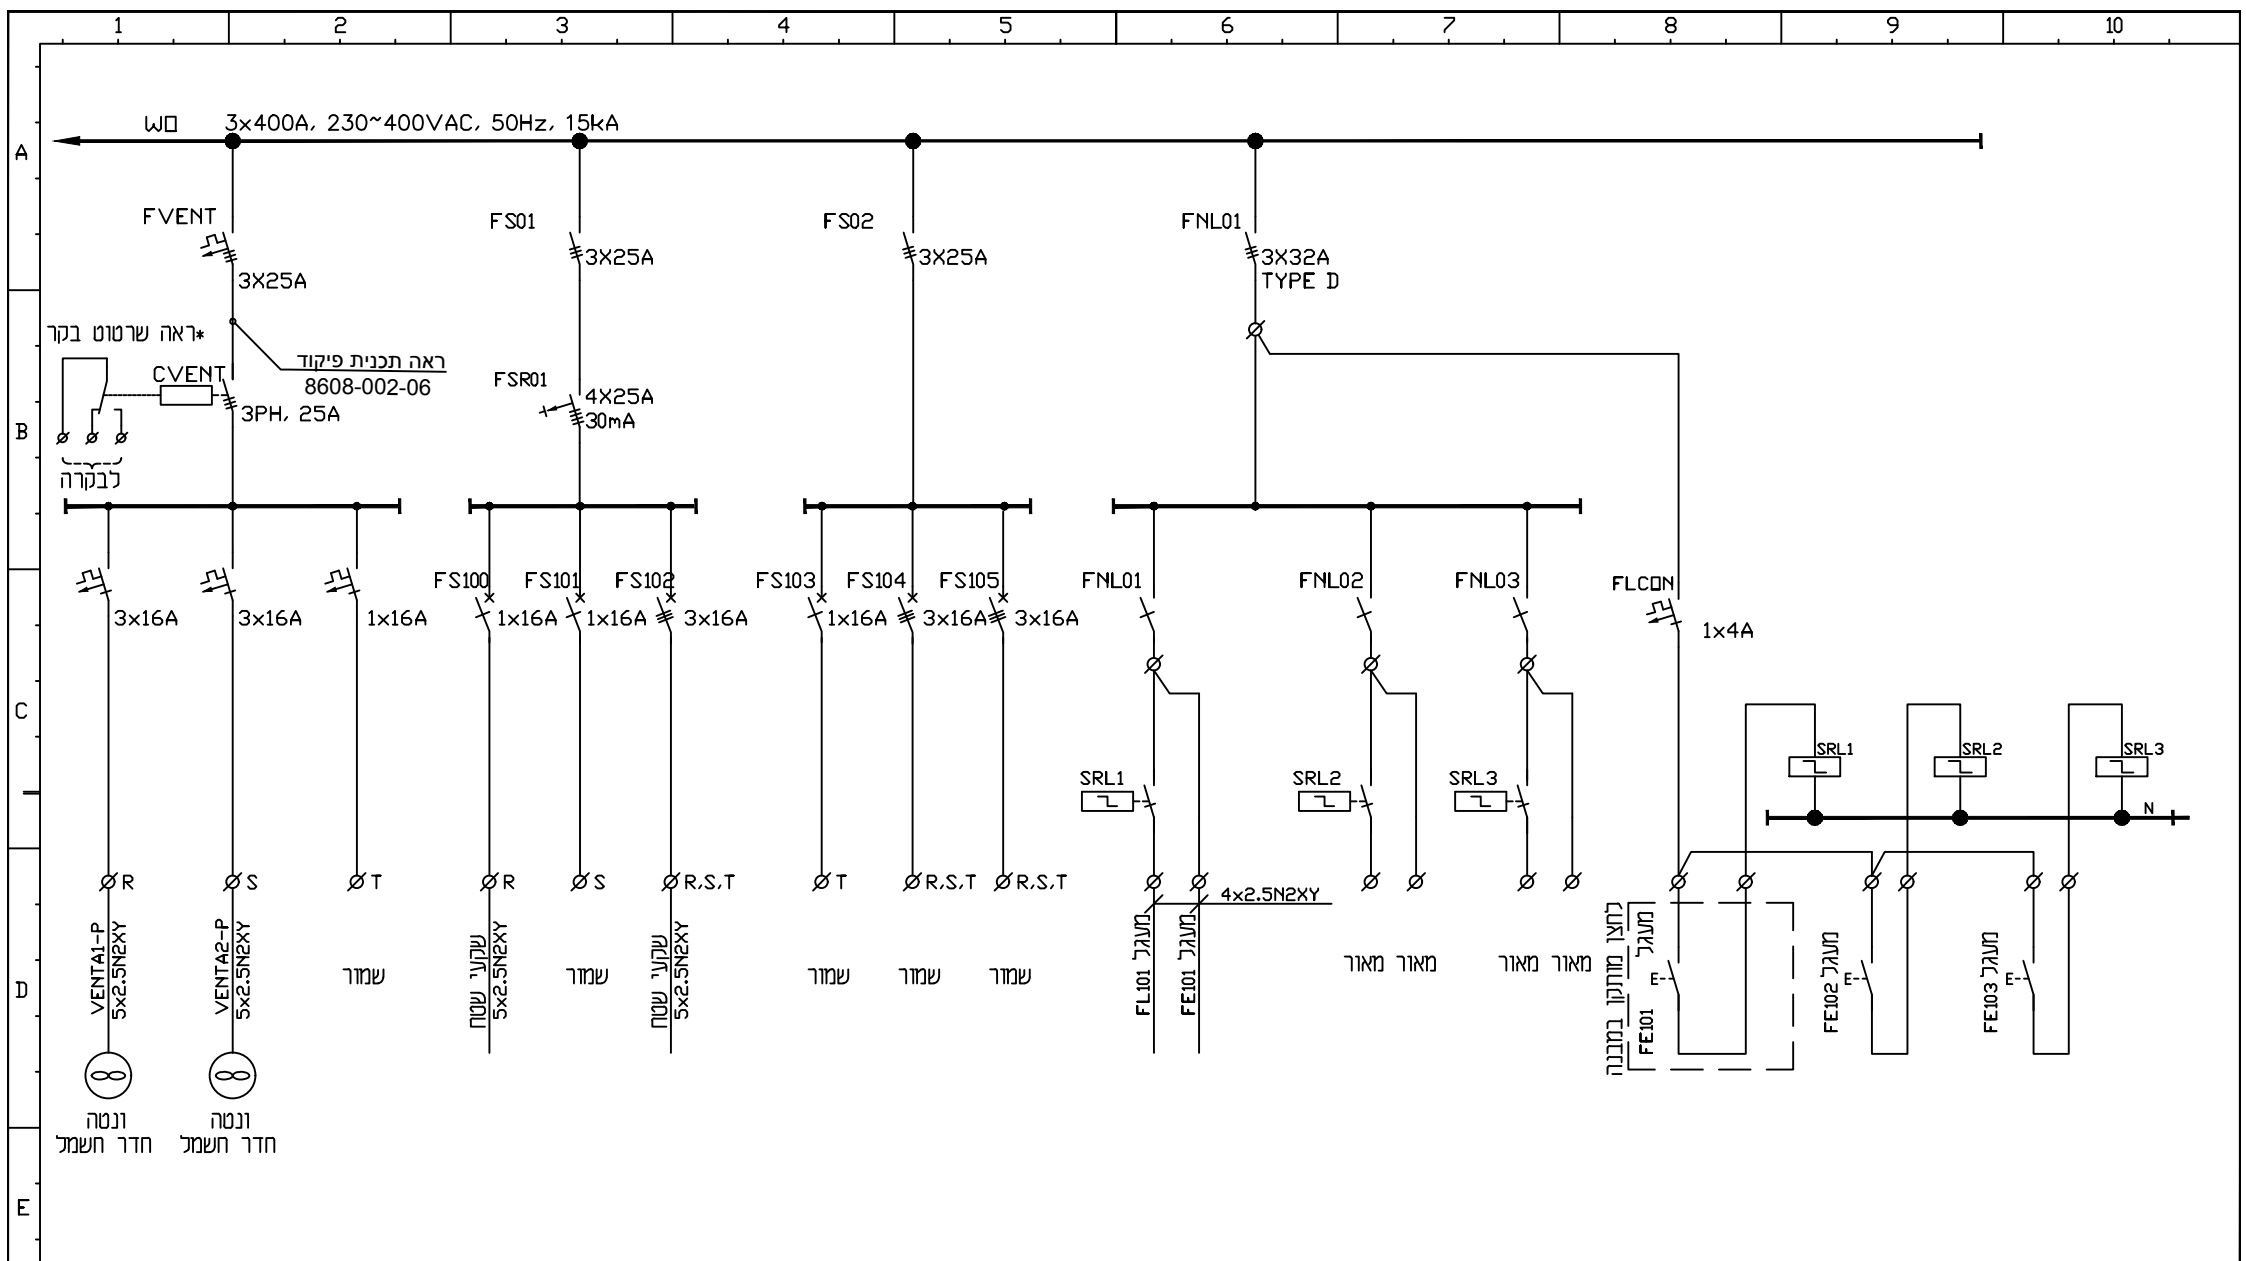 1 2 3 4 5 6 7 8 9 10
A
WO 3x400A, 230~400VAC, 50Hz, 15kA
FVENT
3X25A
FS01
3X25A
FS02
3X25A
FNL01
3X32A
TYPE D
B
*ראה שרטוט בקר
ראה תכנית פיקוד
8608-002-06
CVENT
3PH, 25A
לבקרה
FSR01
4X25A
30mA
C
3x16A
3x16A
1x16A
FS100
1x16A
FS101
1x16A
FS102
3x16A
FS103
1x16A
FS104
3x16A
FS105
3x16A
FNL01
FNL02
FNL03
FLCON
1x4A
SRL1
SRL2
SRL3
SRL1
SRL2
SRL3
N
D
R
S
T
R
S
R,S,T
T
R,S,T
R,S,T
4x2.5N2XY
VENTA1-P
5x2.5N2XY
VENTA2-P
5x2.5N2XY
שמור
שקעי שטח
5x2.5N2XY
שמור
שקעי שטח
5x2.5N2XY
שמור
שמור
שמור
מעגל FL101
מעגל FE101
מאור
מאור
מאור
מאור
לחצן מותקן במבנה
מעגל
FE101
E
מעגל FE102
E
מעגל FE103
E
ונטה
חדר חשמל
ונטה
חדר חשמל
E